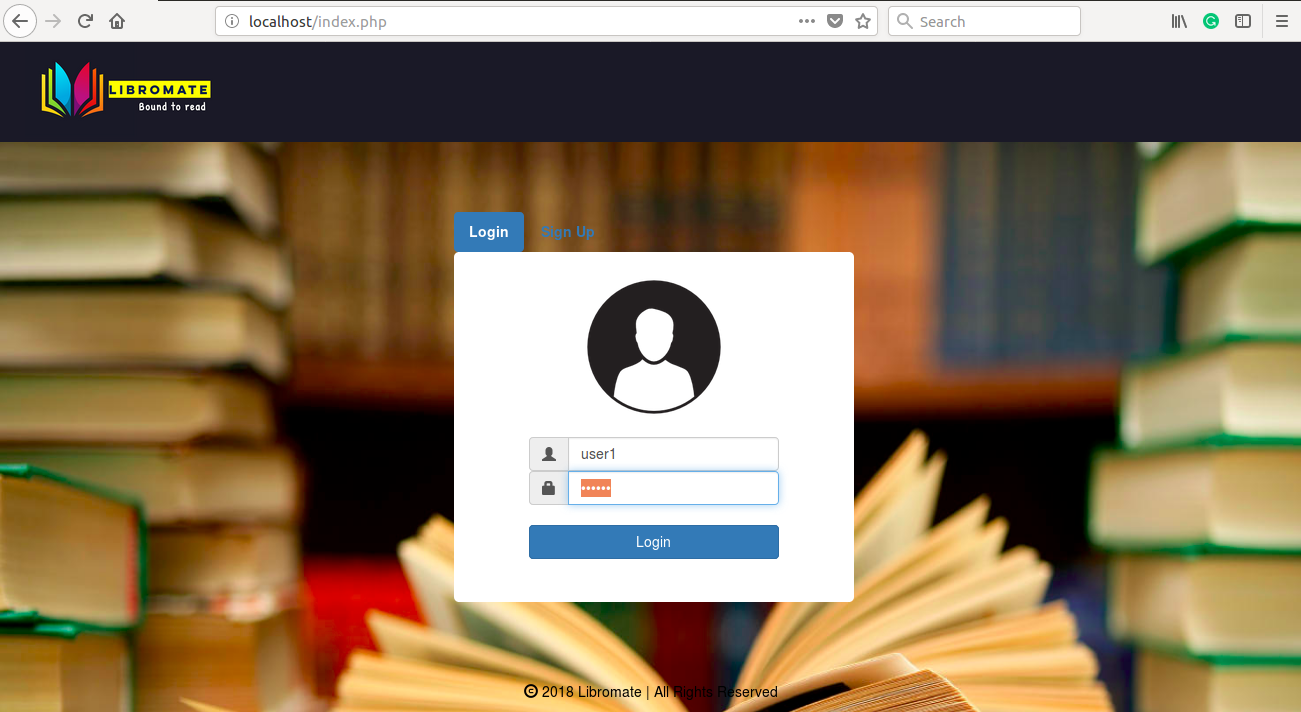 localhost/index.php
Search
LIBROMATE
Bound to read
Login
Sign Up
user1
••••••
Login
© 2018 Libromate | All Rights Reserved